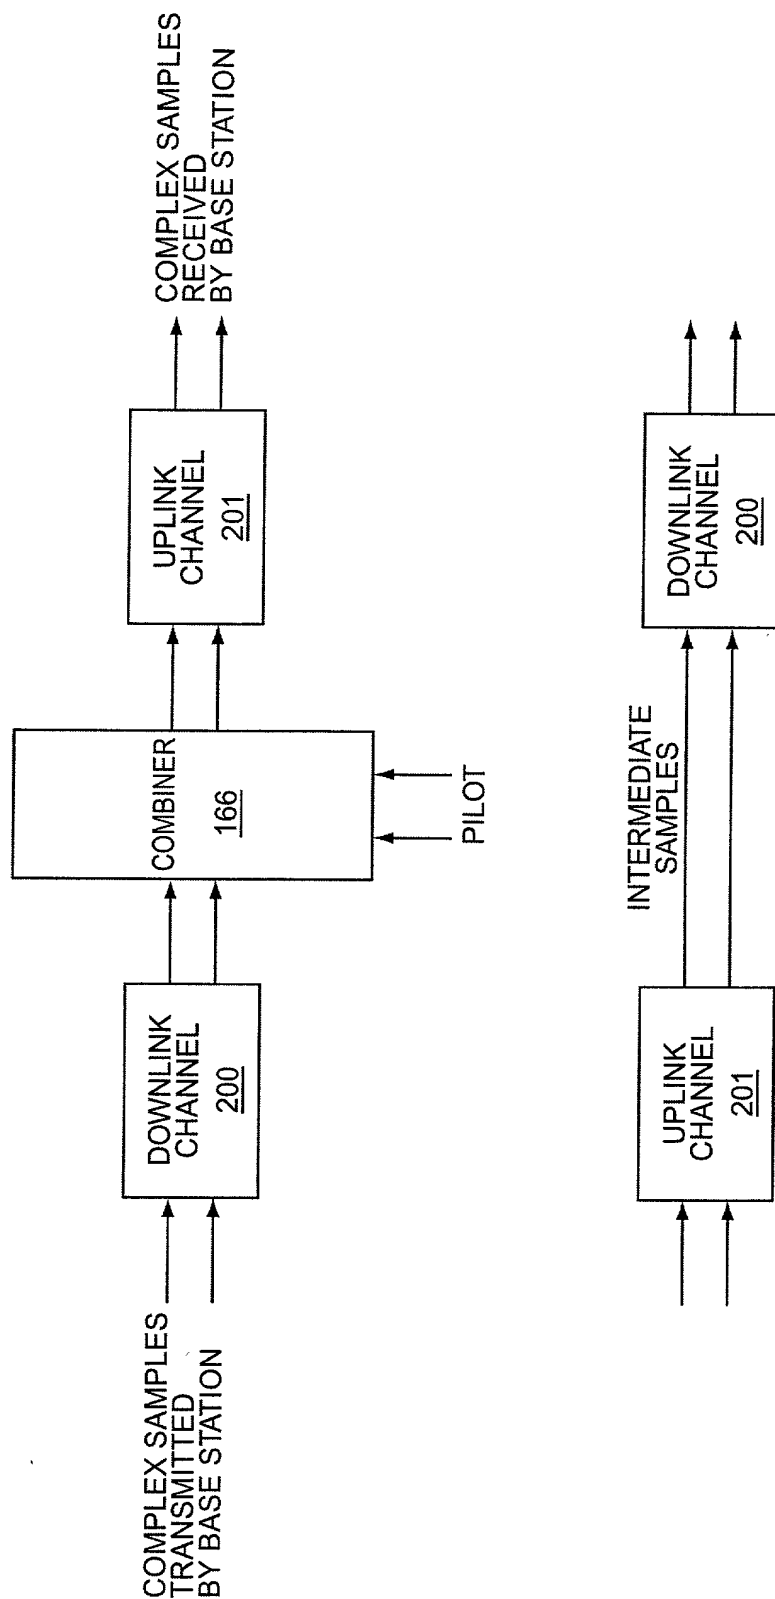 COMPLEX SAMPLES
TRANSMITTED
BY BASE STATION
DOWNLINK
CHANNEL
200
COMBINER
166
PILOT
UPLINK
CHANNEL
201
COMPLEX SAMPLES
RECEIVED
BY BASE STATION
UPLINK
CHANNEL
201
INTERMEDIATE
SAMPLES
DOWNLINK
CHANNEL
200